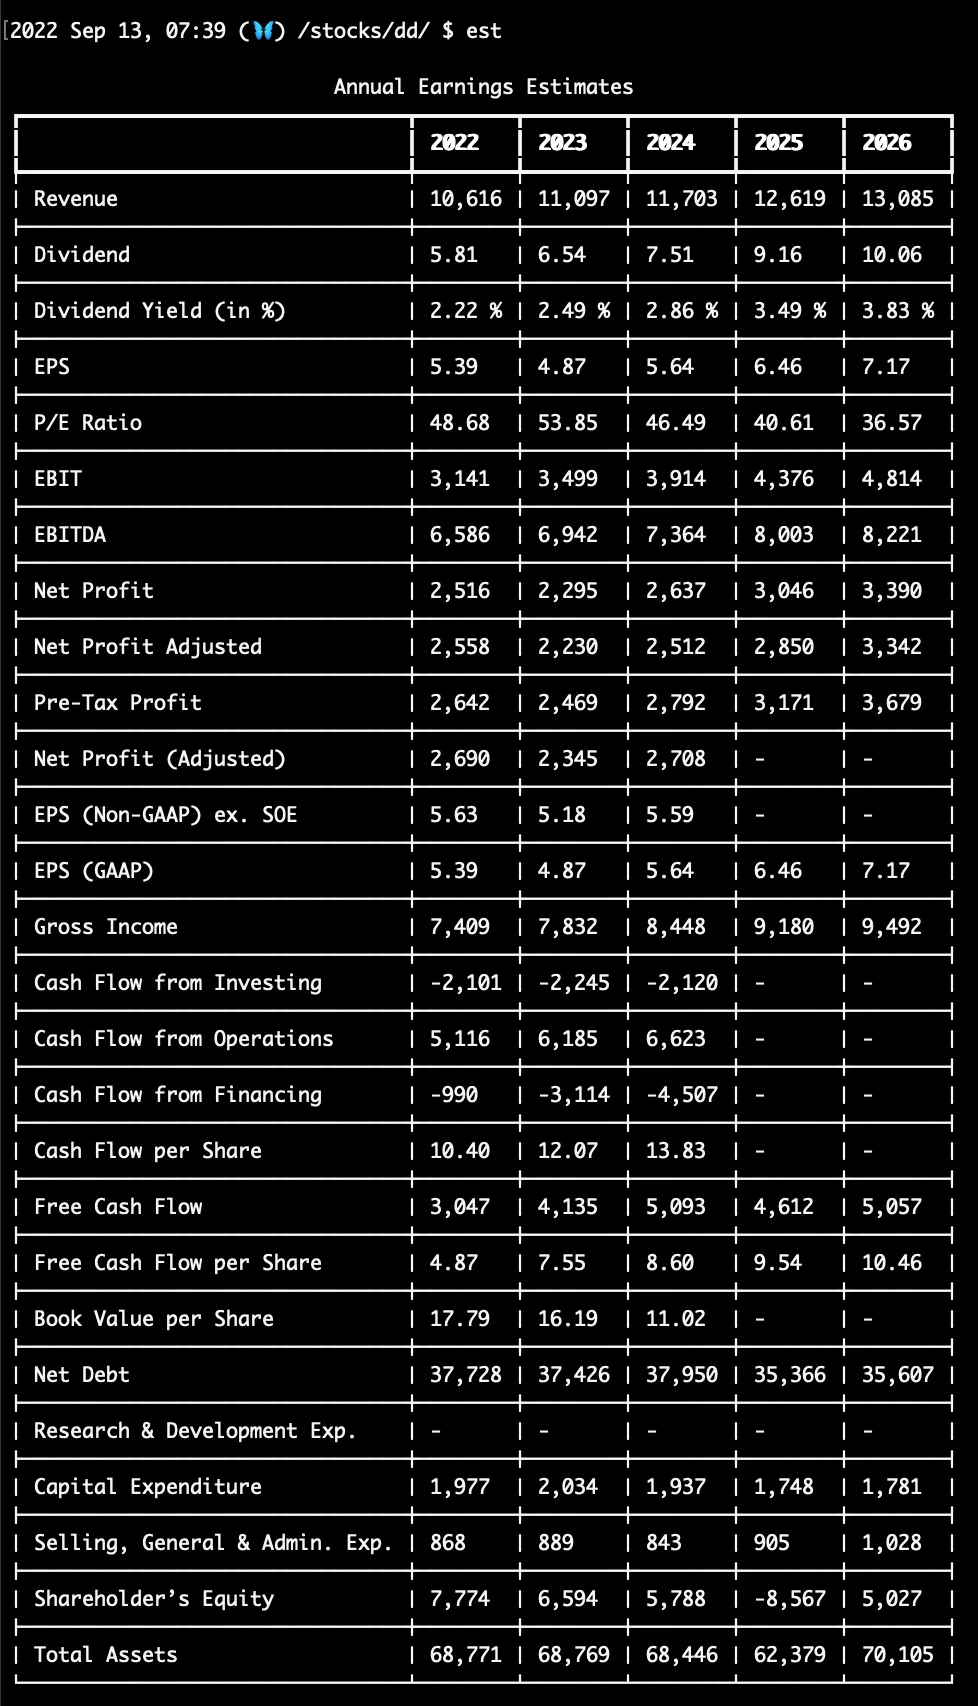 [2022 Sep 13, 07:39 (🦋) /stocks/dd/ $ est
Annual Earnings Estimates
2022 2023 2024 2025 2026
Revenue 10,616 11,097 11,703 12,619 13,085
Dividend 5.81 6.54 7.51 9.16 10.06
Dividend Yield (in %) 2.22 % 2.49 % 2.86 % 3.49 % 3.83 %
EPS 5.39 4.87 5.64 6.46 7.17
P/E Ratio 48.68 53.85 46.49 40.61 36.57
EBIT 3,141 3,499 3,914 4,376 4,814
EBITDA 6,586 6,942 7,364 8,003 8,221
Net Profit 2,516 2,295 2,637 3,046 3,390
Net Profit Adjusted 2,558 2,230 2,512 2,850 3,342
Pre-Tax Profit 2,642 2,469 2,792 3,171 3,679
Net Profit (Adjusted) 2,690 2,345 2,708 - -
EPS (Non-GAAP) ex. SOE 5.63 5.18 5.59 - -
EPS (GAAP) 5.39 4.87 5.64 6.46 7.17
Gross Income 7,409 7,832 8,448 9,180 9,492
Cash Flow from Investing -2,101 -2,245 -2,120 - -
Cash Flow from Operations 5,116 6,185 6,623 - -
Cash Flow from Financing -990 -3,114 -4,507 - -
Cash Flow per Share 10.40 12.07 13.83 - -
Free Cash Flow 3,047 4,135 5,093 4,612 5,057
Free Cash Flow per Share 4.87 7.55 8.60 9.54 10.46
Book Value per Share 17.79 16.19 11.02 - -
Net Debt 37,728 37,426 37,950 35,366 35,607
Research & Development Exp. - - - - -
Capital Expenditure 1,977 2,034 1,937 1,748 1,781
Selling, General & Admin. Exp. 868 889 843 905 1,028
Shareholder’s Equity 7,774 6,594 5,788 -8,567 5,027
Total Assets 68,771 68,769 68,446 62,379 70,105